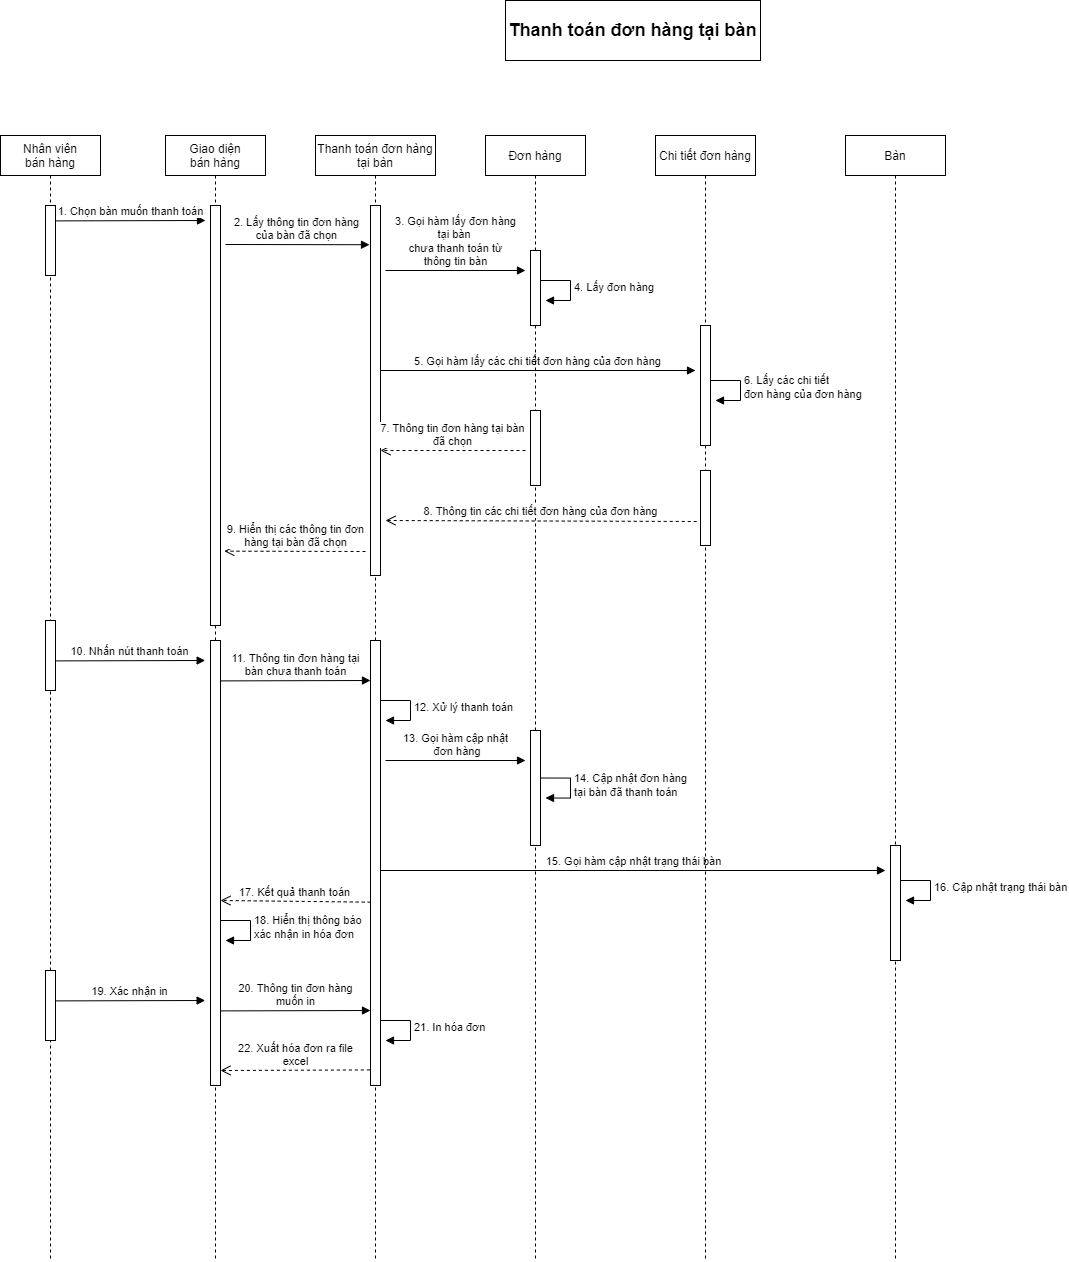 Thanh toán đơn hàng tại bàn
Nhân viên
bán hàng
Giao diện
bán hàng
Thanh toán đơn hàng
tại bàn
Đơn hàng
Chi tiết đơn hàng
Bàn
1. Chọn bàn muốn thanh toán
2. Lấy thông tin đơn hàng
của bàn đã chọn
3. Gọi hàm lấy đơn hàng
tại bàn
chưa thanh toán từ
thông tin bàn
4. Lấy đơn hàng
5. Gọi hàm lấy các chi tiết đơn hàng của đơn hàng
6. Lấy các chi tiết
đơn hàng của đơn hàng
7. Thông tin đơn hàng tại bàn
đã chọn
8. Thông tin các chi tiết đơn hàng của đơn hàng
9. Hiển thị các thông tin đơn
hàng tại bàn đã chọn
10. Nhấn nút thanh toán
11. Thông tin đơn hàng tại
bàn chưa thanh toán
12. Xử lý thanh toán
13. Gọi hàm cập nhật
đơn hàng
14. Cập nhật đơn hàng
tại bàn đã thanh toán
15. Gọi hàm cập nhật trạng thái bàn
16. Cập nhật trạng thái bàn
17. Kết quả thanh toán
18. Hiển thị thông báo
xác nhận in hóa đơn
19. Xác nhận in
20. Thông tin đơn hàng
muốn in
21. In hóa đơn
22. Xuất hóa đơn ra file
excel